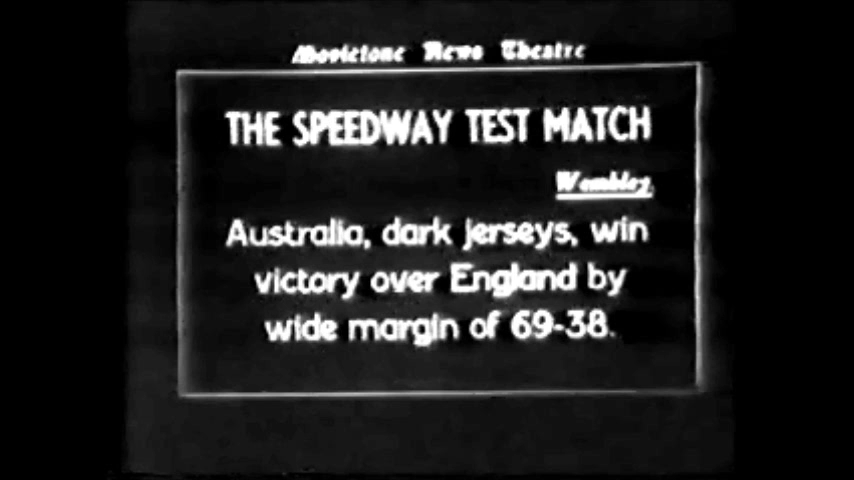 Movietone News Theatre
THE SPEEDWAY TEST MATCH
Wembley
Australia, dark jerseys, win
victory over England by
wide margin of 69-38.